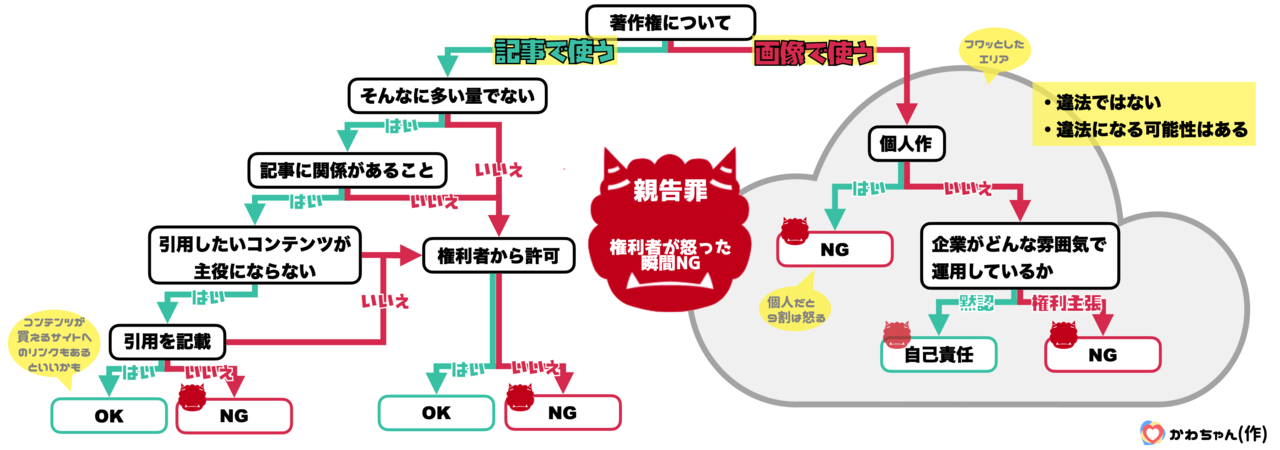 著作権について
記事で使う
画像で使う
そんなに多い量でない
はい
いいえ
記事に関係があること
はい
いいえ
引用したいコンテンツが
主役にならない
はい
いいえ
権利者から許可
引用を記載
コンテンツが
買えるサイトへ
のリンクもある
といいかも
はい
いいえ
OK
NG
はい
いいえ
OK
NG
親告罪
権利者が怒った
瞬間NG
フワッとした
エリア
・違法ではない
・違法になる可能性はある
個人作
はい
いいえ
NG
個人だと
9割は怒る
企業がどんな雰囲気で
運用しているか
黙認
権利主張
自己責任
NG
かわちゃん(作)